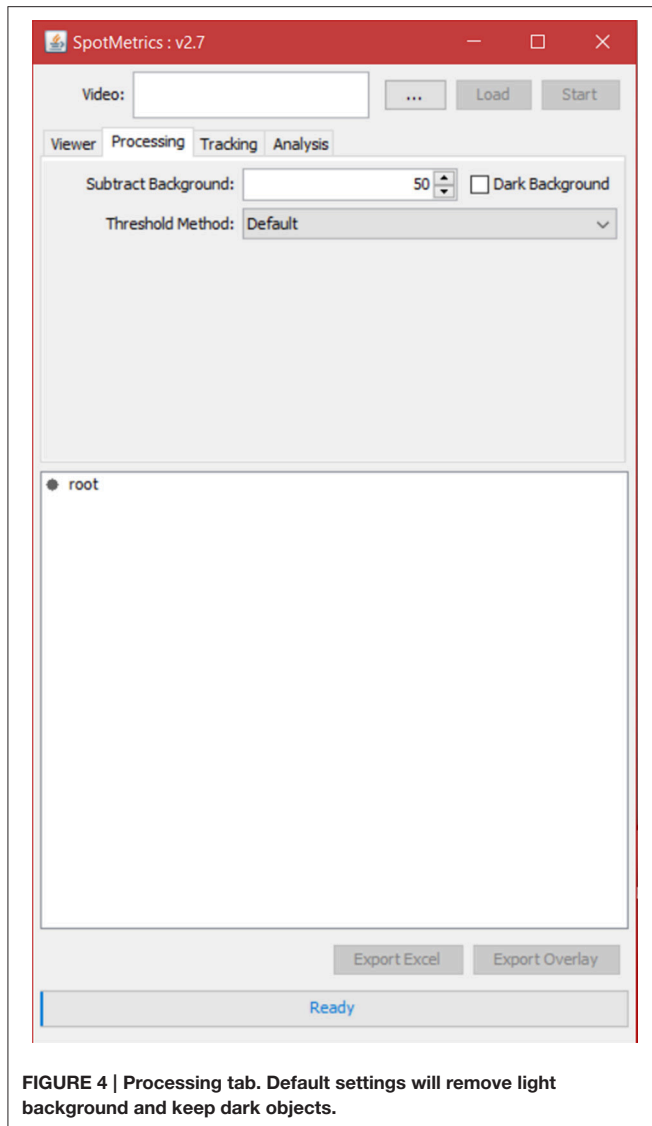 SpotMetrics : v2.7
Video: ... Load Start
Viewer Processing Tracking Analysis
Subtract Background: 50 Dark Background
Threshold Method: Default
root
Export Excel Export Overlay
Ready
FIGURE 4 | Processing tab. Default settings will remove light
background and keep dark objects.